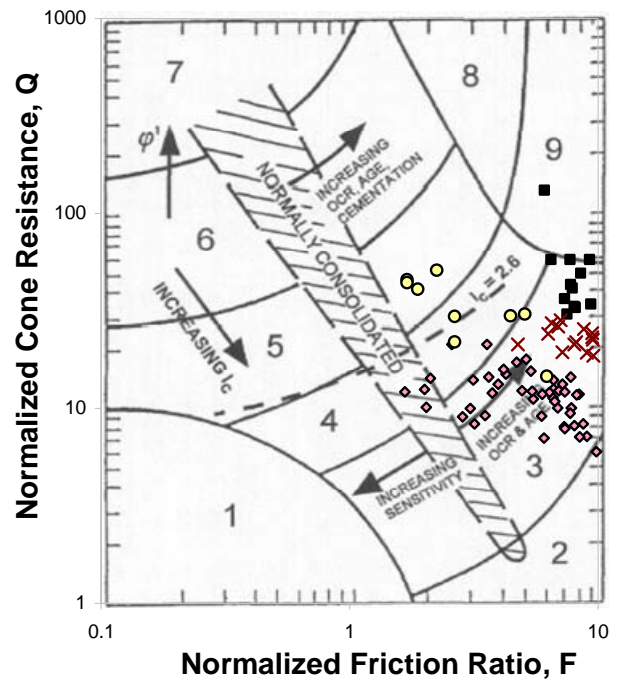 1000
100
10
1
Normalized Cone Resistance, Q
7
8
9
φ'
6
5
4
3
1
2
INCREASING
OCR, AGE,
CEMENTATION
NORMALLY CONSOLIDATED
INCREASING IC
IC = 2.6
INCREASING
OCR & AGE
INCREASING
SENSITIVITY
0.1
1
10
Normalized Friction Ratio, F